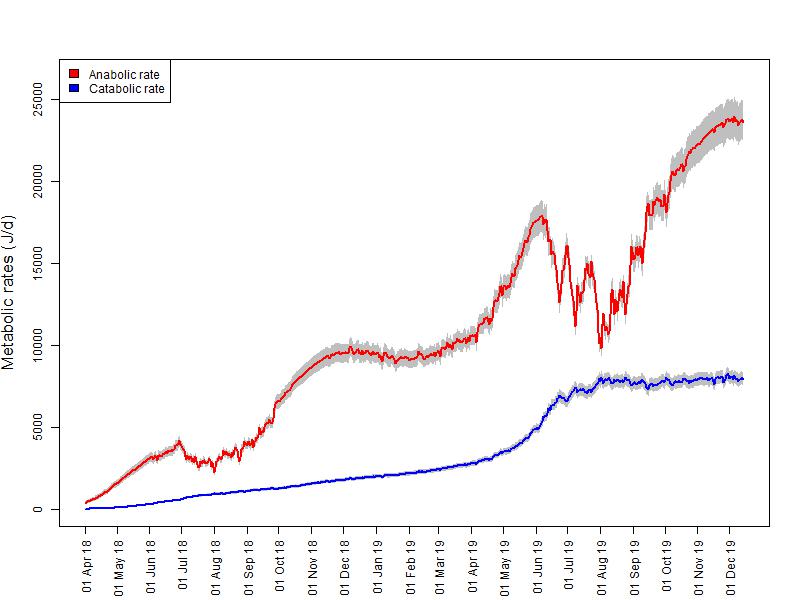 Anabolic rate
Catabolic rate
Metabolic rates (J/d)
25000
20000
15000
10000
5000
0
01 Apr 18
01 May 18
01 Jun 18
01 Jul 18
01 Aug 18
01 Sep 18
01 Oct 18
01 Nov 18
01 Dec 18
01 Jan 19
01 Feb 19
01 Mar 19
01 Apr 19
01 May 19
01 Jun 19
01 Jul 19
01 Aug 19
01 Sep 19
01 Oct 19
01 Nov 19
01 Dec 19